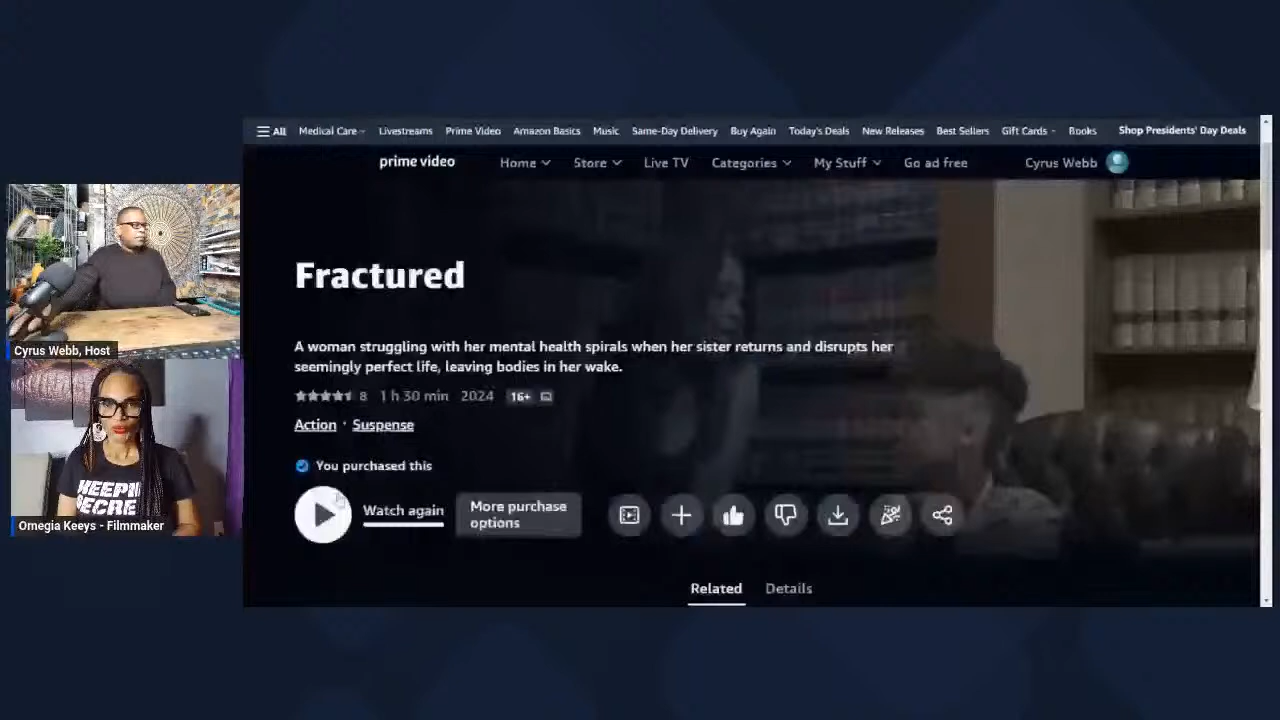 All Medical Care Livestreams Prime Video Amazon Basics Music Same-Day Delivery Buy Again Today's Deals New Releases Best Sellers Gift Cards Books Shop Presidents' Day Deals
prime video Home Store Live TV Categories My Stuff Go ad free Cyrus Webb
Fractured
A woman struggling with her mental health spirals when her sister returns and disrupts her
seemingly perfect life, leaving bodies in her wake.
8 1 h 30 min 2024 16+
Action · Suspense
You purchased this
Watch again
More purchase
options
Related Details
Cyrus Webb, Host
Omegia Keeys - Filmmaker